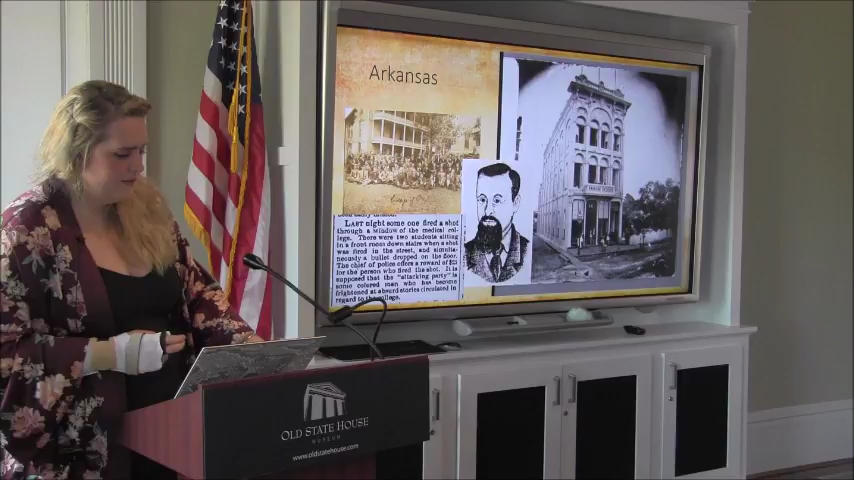 Arkansas
LAST night some one fired a shot
through a window of the medical col-
lege. There were two students sitting
in a front room down stairs when a shot
was fired in the street, and simulta-
neously a bullet dropped on the floor.
The chief of police offers a reward of $25
for the person who fired the shot. It is
supposed that the "attacking party" is
some colored man who has become
frightened at absurd stories circulated in
regard to the college.
OLD STATE HOUSE
MUSEUM
www.oldstatehouse.com